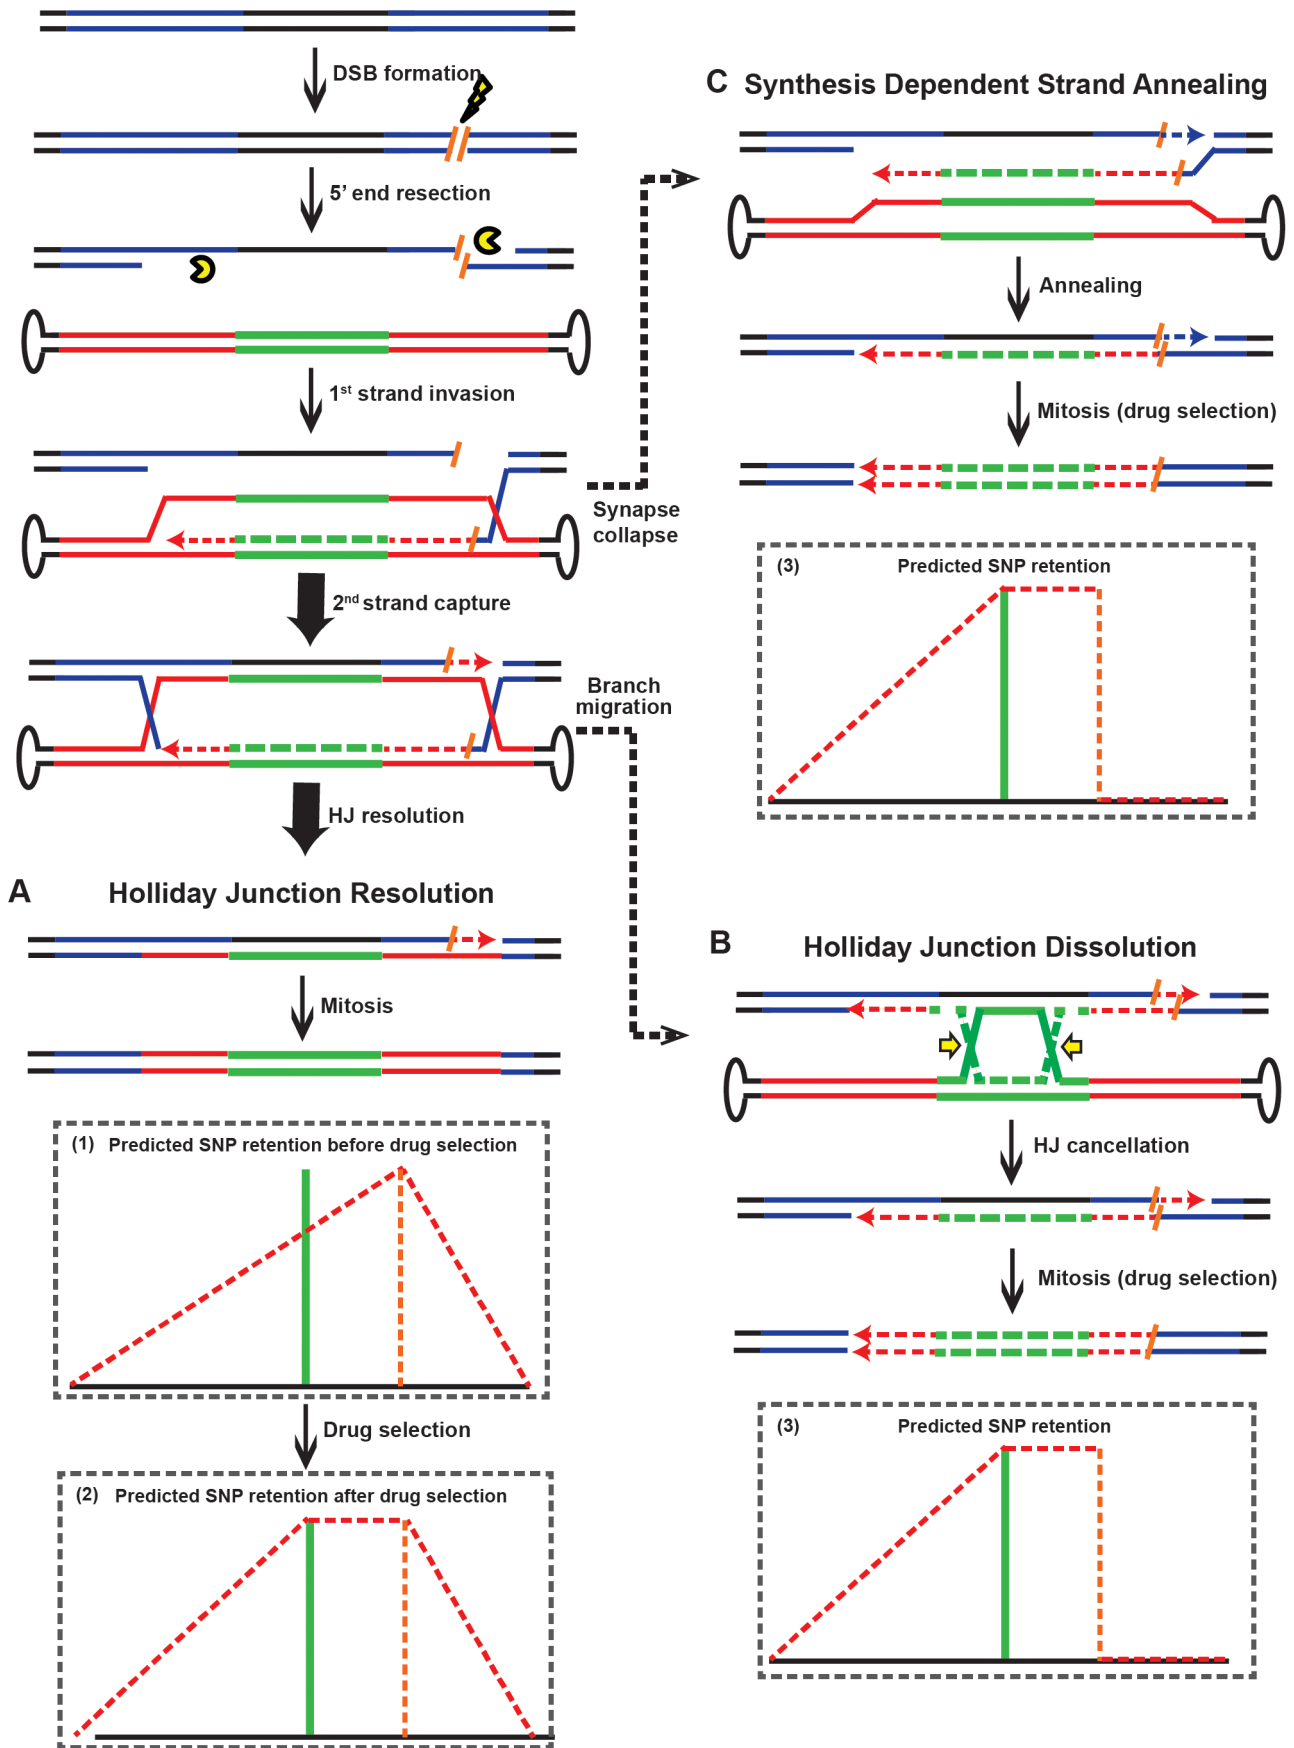 DSB formation
5’ end resection
1st strand invasion
Synapse
collapse
2nd strand capture
Branch
migration
HJ resolution
A Holliday Junction Resolution
Mitosis
(1) Predicted SNP retention before drug selection
Drug selection
(2) Predicted SNP retention after drug selection
C Synthesis Dependent Strand Annealing
Annealing
Mitosis (drug selection)
(3) Predicted SNP retention
B Holliday Junction Dissolution
HJ cancellation
Mitosis (drug selection)
(3) Predicted SNP retention